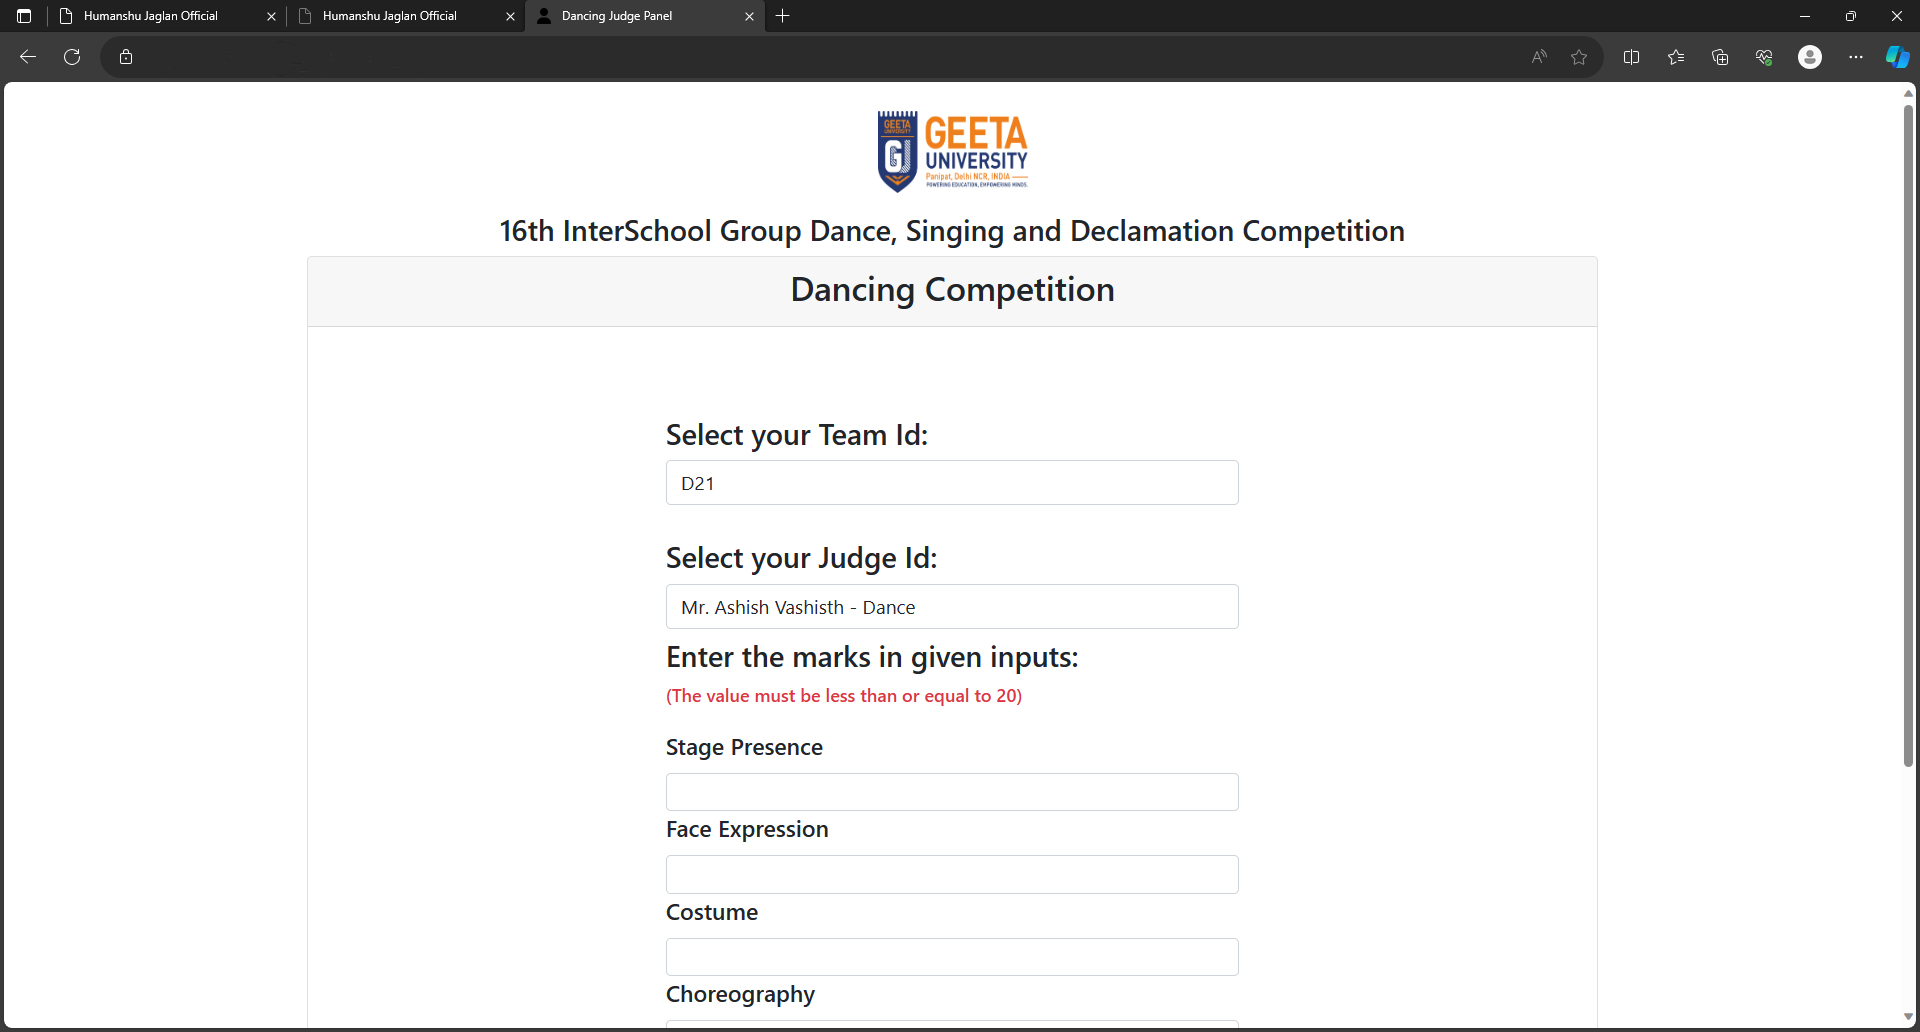 Humanshu Jaglan Official
Humanshu Jaglan Official
Dancing Judge Panel
GEETA
UNIVERSITY
GU
GEETA
UNIVERSITY
Panipat, Delhi NCR, INDIA
POWERING EDUCATION, EMPOWERING MINDS.
16th InterSchool Group Dance, Singing and Declamation Competition
Dancing Competition
Select your Team Id:
D21
Select your Judge Id:
Mr. Ashish Vashisth - Dance
Enter the marks in given inputs:
(The value must be less than or equal to 20)
Stage Presence
Face Expression
Costume
Choreography